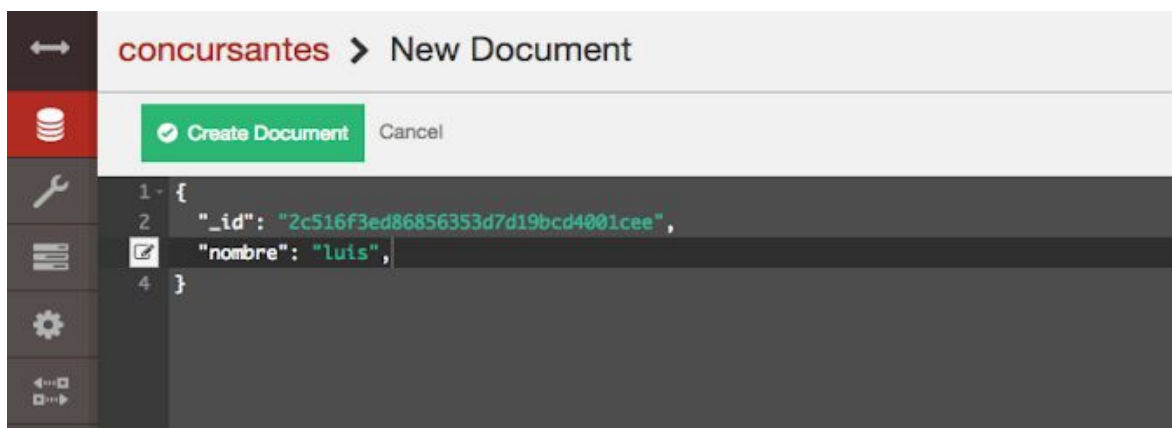 concursantes > New Document
Create Document Cancel
1 {
2 "_id": "2c516f3ed86856353d7d19bcd4001cee",
"nombre": "luis",
4 }